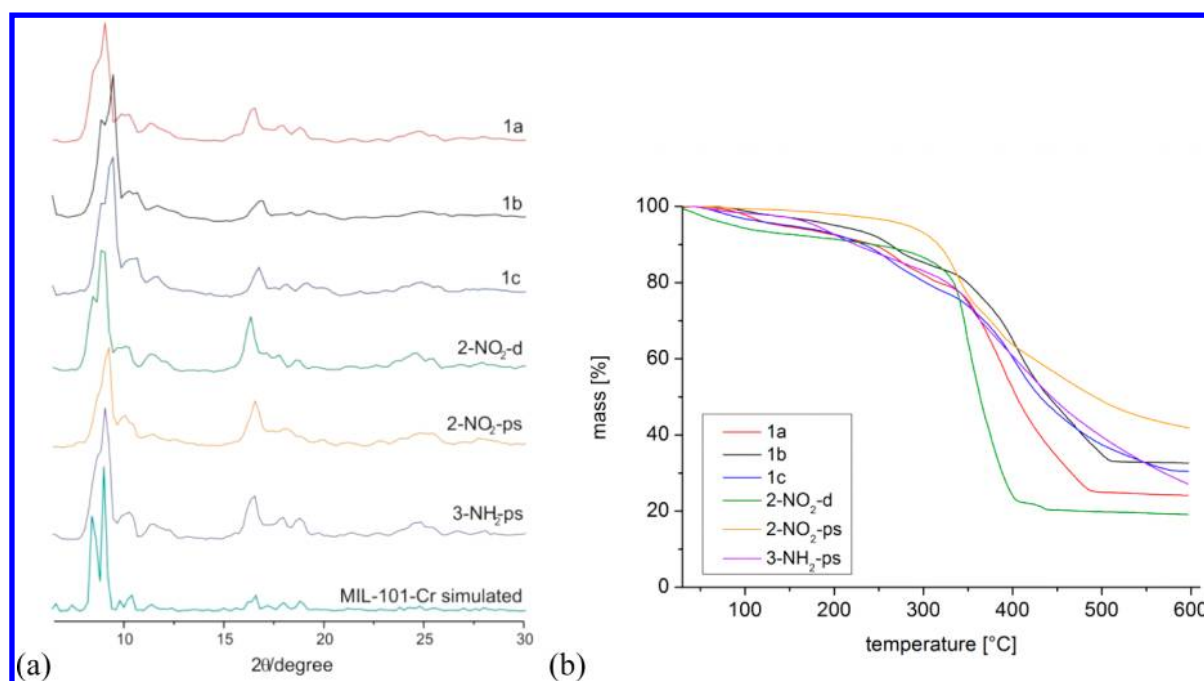 1a
1b
1c
2-NO₂-d
2-NO₂-ps
3-NH₂-ps
MIL-101-Cr simulated
10 15 20 25 30
2θ/degree
(a)
100
80
60
40
20
0
mass [%]
1a
1b
1c
2-NO₂-d
2-NO₂-ps
3-NH₂-ps
100 200 300 400 500 600
temperature [°C]
(b)